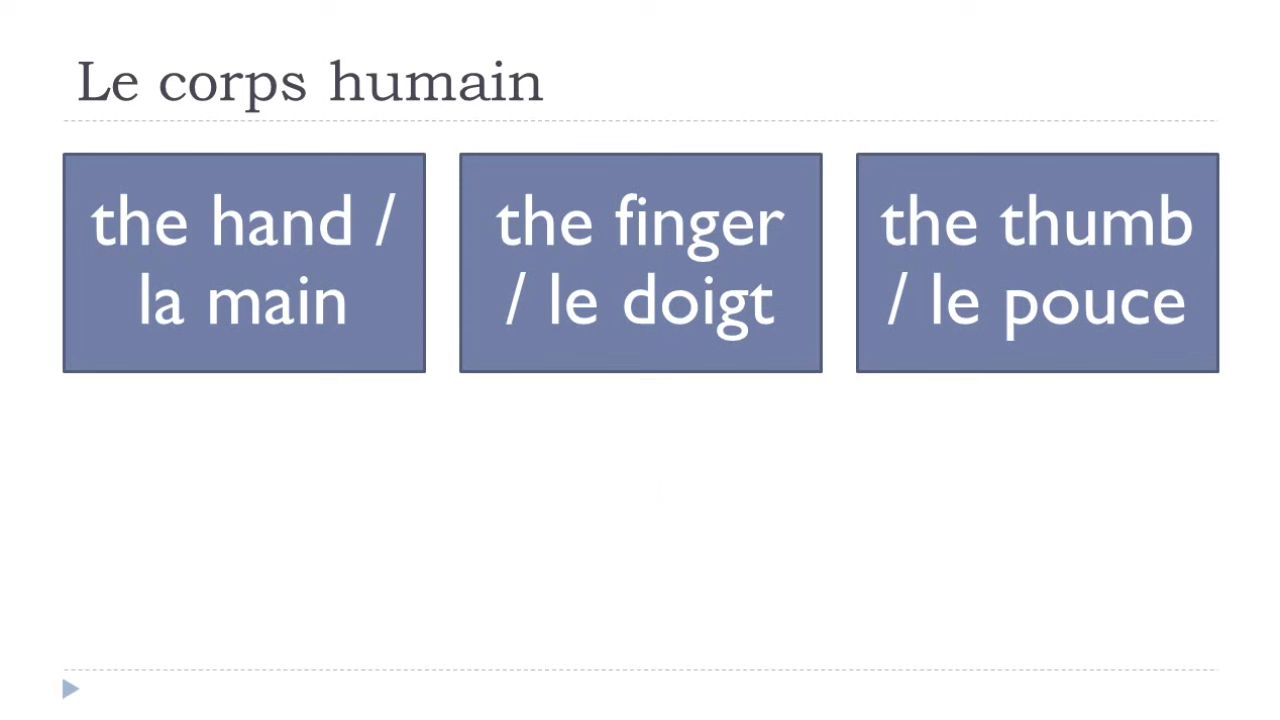 Le corps humain
the hand /
la main
the finger
/ le doigt
the thumb
/ le pouce